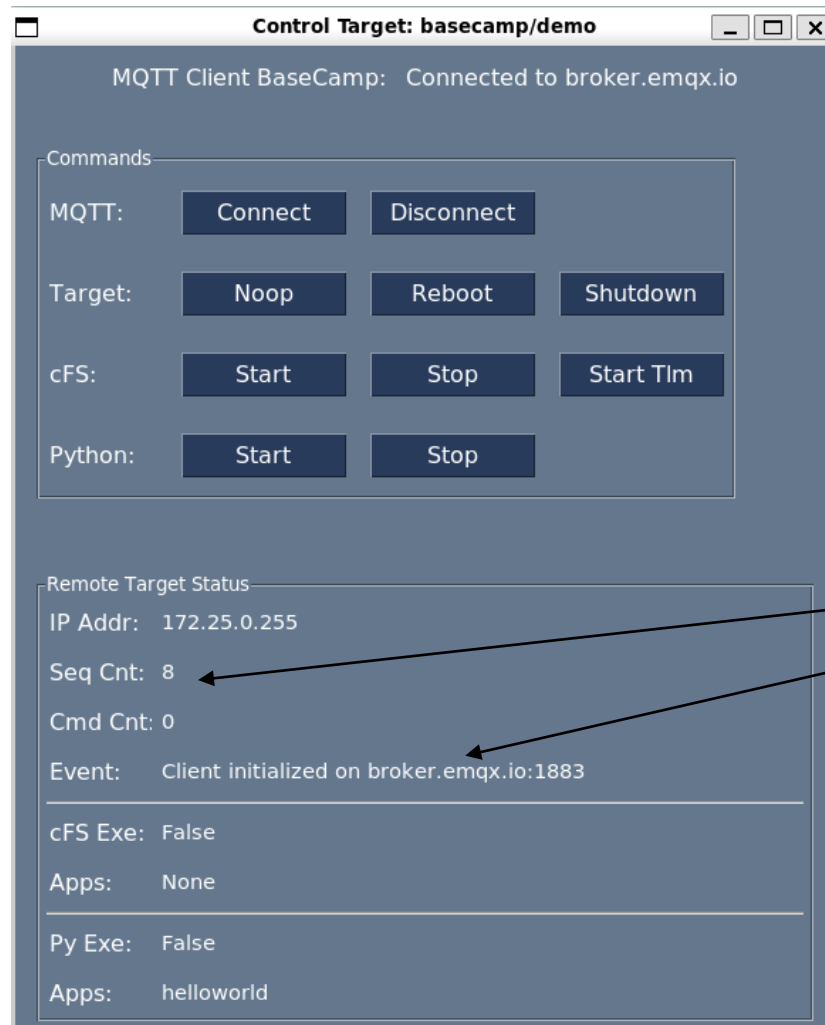 Control Target: basecamp/demo
MQTT Client BaseCamp: Connected to broker.emqx.io
Commands
MQTT: Connect Disconnect
Target: Noop Reboot Shutdown
cFS: Start Stop Start Tlm
Python: Start Stop
Remote Target Status
IP Addr: 172.25.0.255
Seq Cnt: 8
Cmd Cnt: 0
Event: Client initialized on broker.emqx.io:1883
cFS Exe: False
Apps: None
Py Exe: False
Apps: helloworld